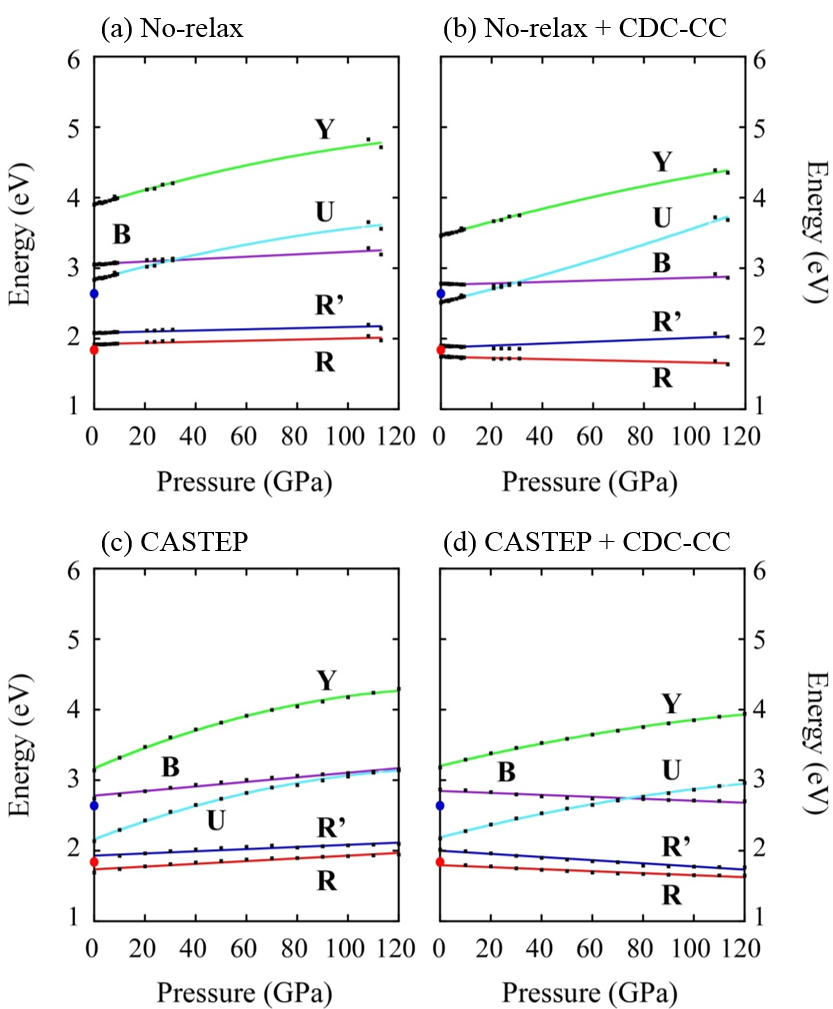 (a) No-relax
(b) No-relax + CDC-CC
6
5
4
3
2
1
Energy (eV)
Y
U
B
R’
R
0 20 40 60 80 100 120
Pressure (GPa)
Y
U
B
R’
R
6
5
4
3
2
1
Energy (eV)
0 20 40 60 80 100 120
Pressure (GPa)
(c) CASTEP
(d) CASTEP + CDC-CC
6
5
4
3
2
1
Energy (eV)
Y
B
U
R’
R
0 20 40 60 80 100 120
Pressure (GPa)
Y
B
U
R’
R
6
5
4
3
2
1
Energy (eV)
0 20 40 60 80 100 120
Pressure (GPa)